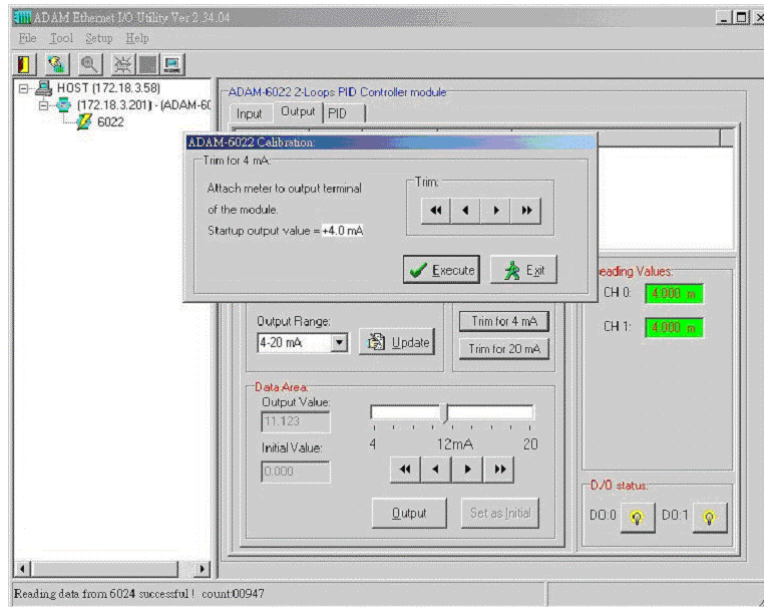 ADAM Ethernet I/O Utility Ver 2.34.04
File Tool Setup Help
HOST (172.18.3.58)
(172.18.3.201) - (ADAM-60
6022
ADAM-6022 2-Loops PID Controller module
Input Output PID
ADAM-6022 Calibration:
Trim for 4 mA:
Attach meter to output terminal
of the module.
Startup output value = +4.0 mA
Trim:
Execute Exit
Output Range:
4-20 mA Update
Trim for 4 mA
Trim for 20 mA
eading Values:
CH 0: 4.000 m
CH 1: 4.000 m
Data Area:
Output Value:
11.123
Initial Value:
0.000
4 12mA 20
Output Set as Initial
D/O status:
DO:0 DO:1
Reading data from 6024 successful ! count:00947